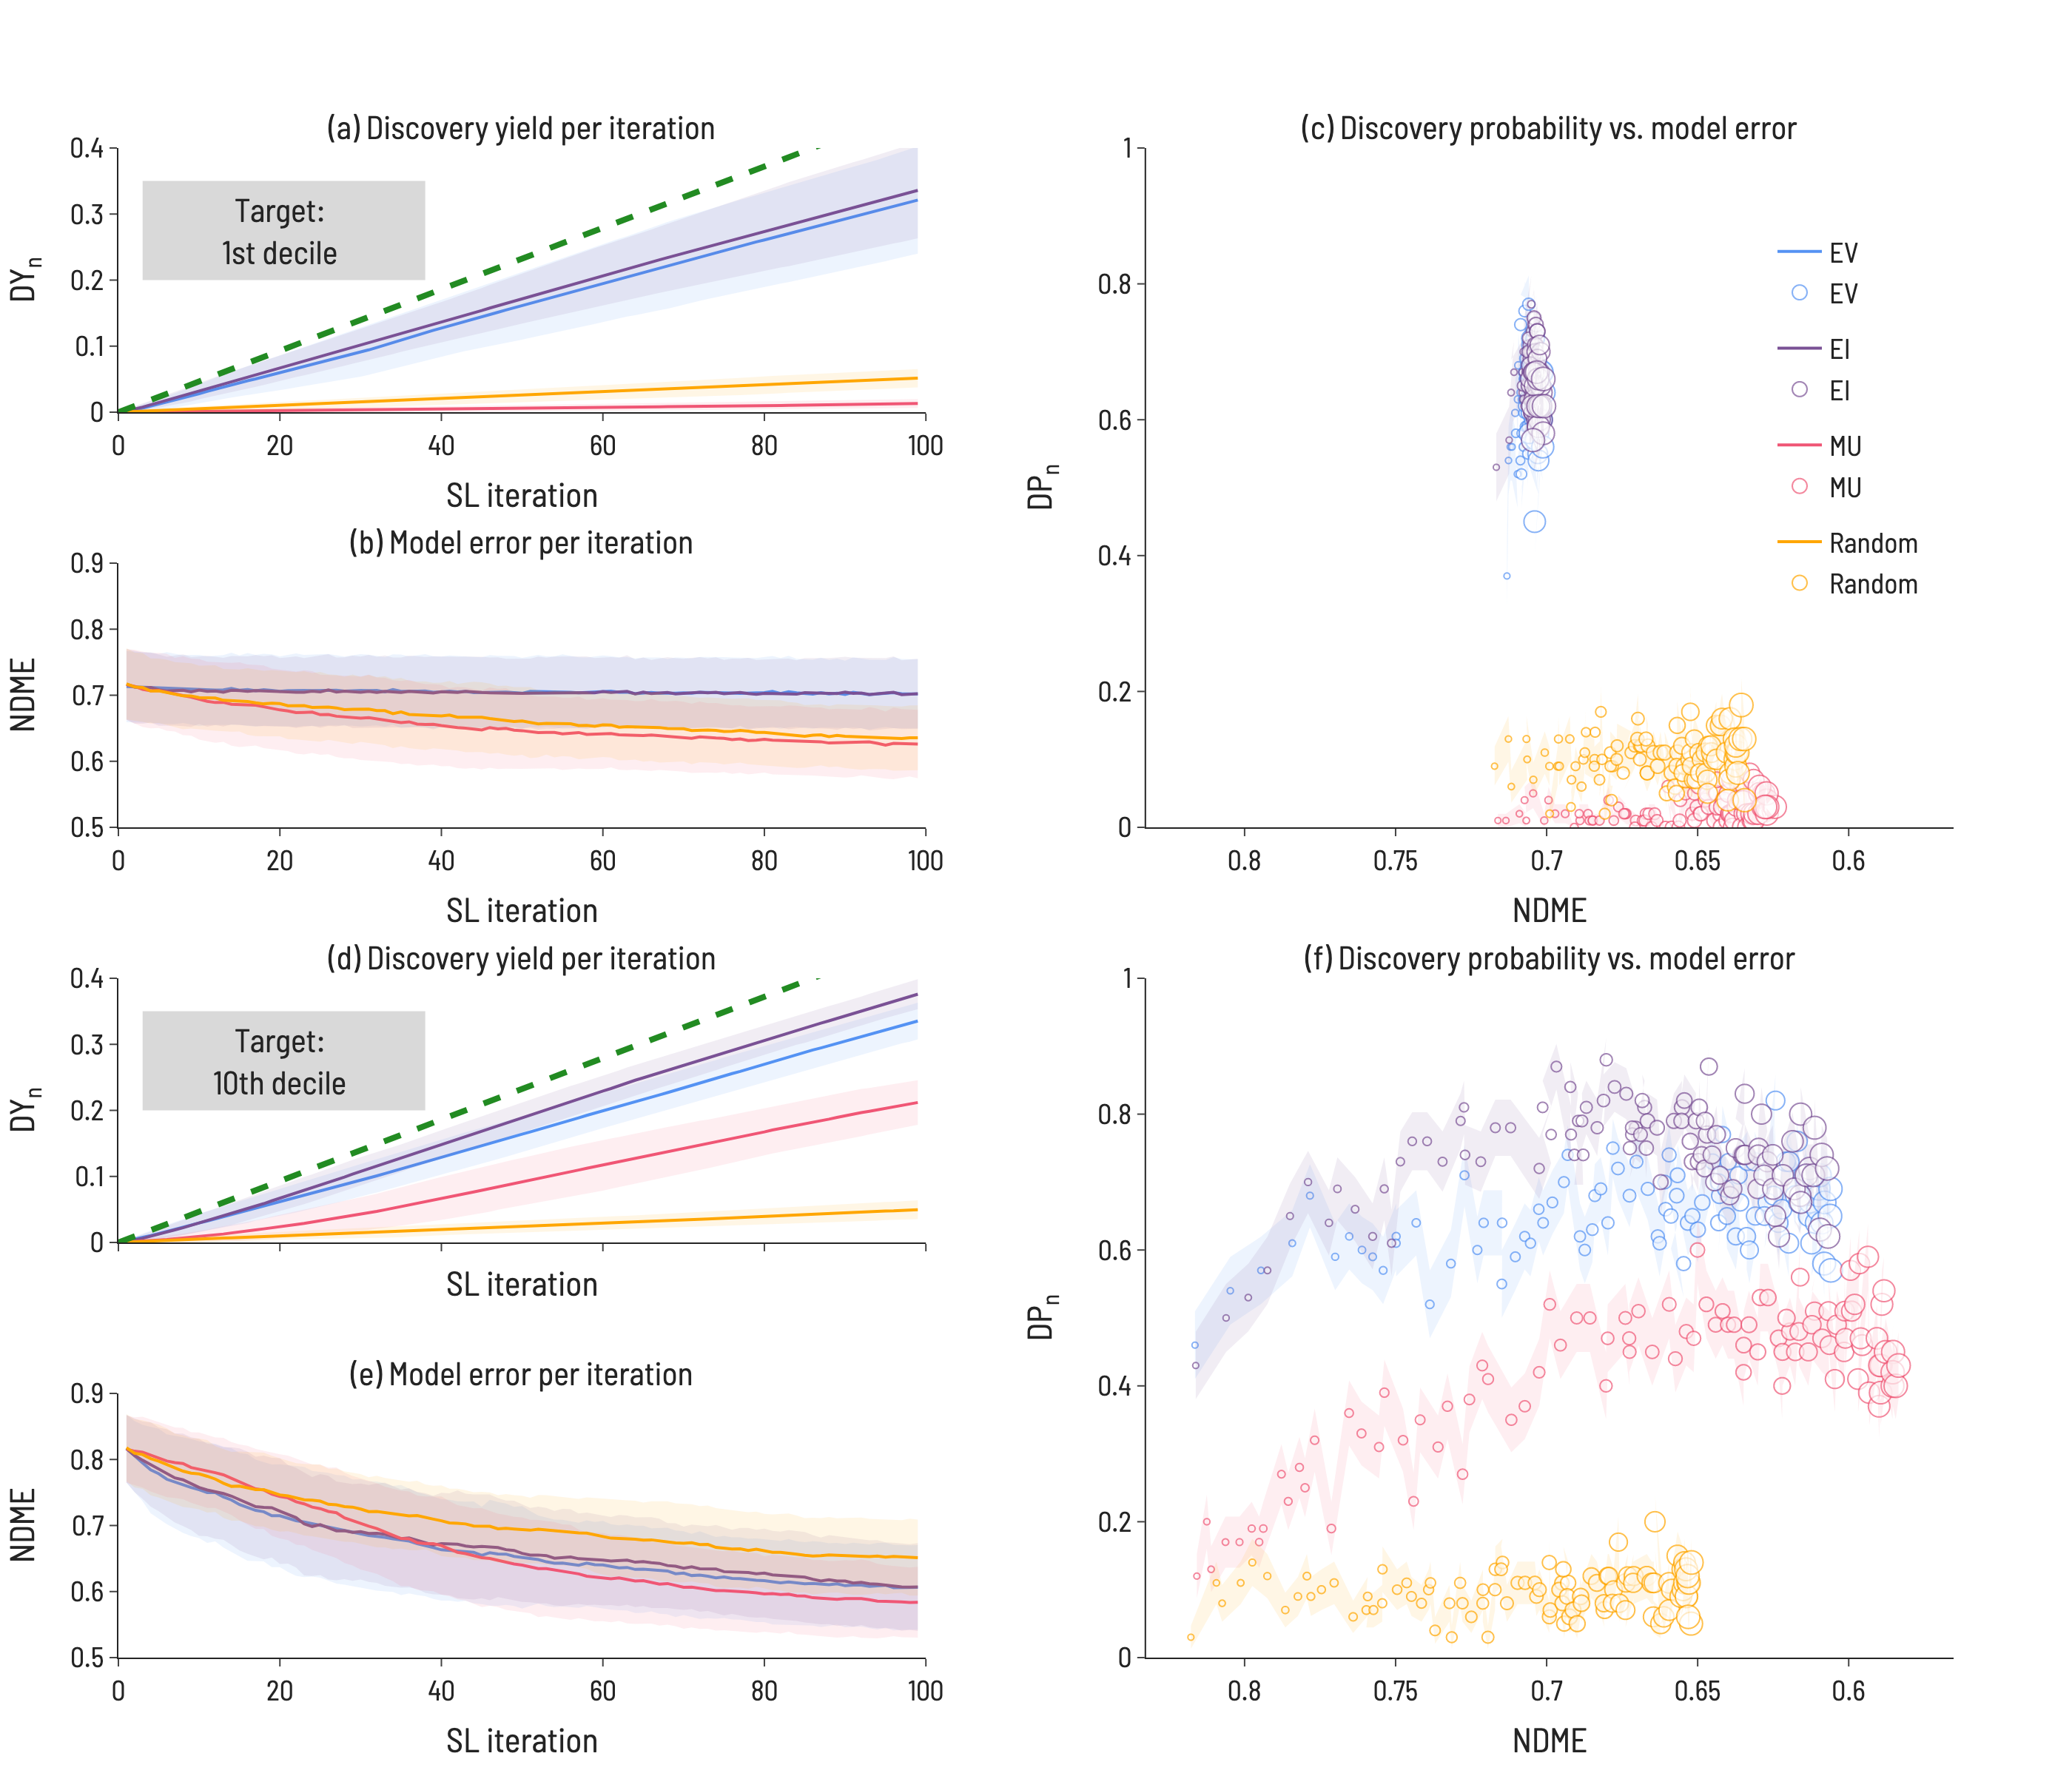 (a) Discovery yield per iteration
0.4
0.3
0.2
0.1
0
DYn
Target:
1st decile
0 20 40 60 80 100
SL iteration
(b) Model error per iteration
0.9
0.8
0.7
0.6
0.5
NDME
0 20 40 60 80 100
SL iteration
(c) Discovery probability vs. model error
1
0.8
0.6
0.4
0.2
0
DPn
EV
EV
EI
EI
MU
MU
Random
Random
0.8 0.75 0.7 0.65 0.6
NDME
(d) Discovery yield per iteration
0.4
0.3
0.2
0.1
0
DYn
Target:
10th decile
0 20 40 60 80 100
SL iteration
(e) Model error per iteration
0.9
0.8
0.7
0.6
0.5
NDME
0 20 40 60 80 100
SL iteration
(f) Discovery probability vs. model error
1
0.8
0.6
0.4
0.2
0
DPn
0.8 0.75 0.7 0.65 0.6
NDME